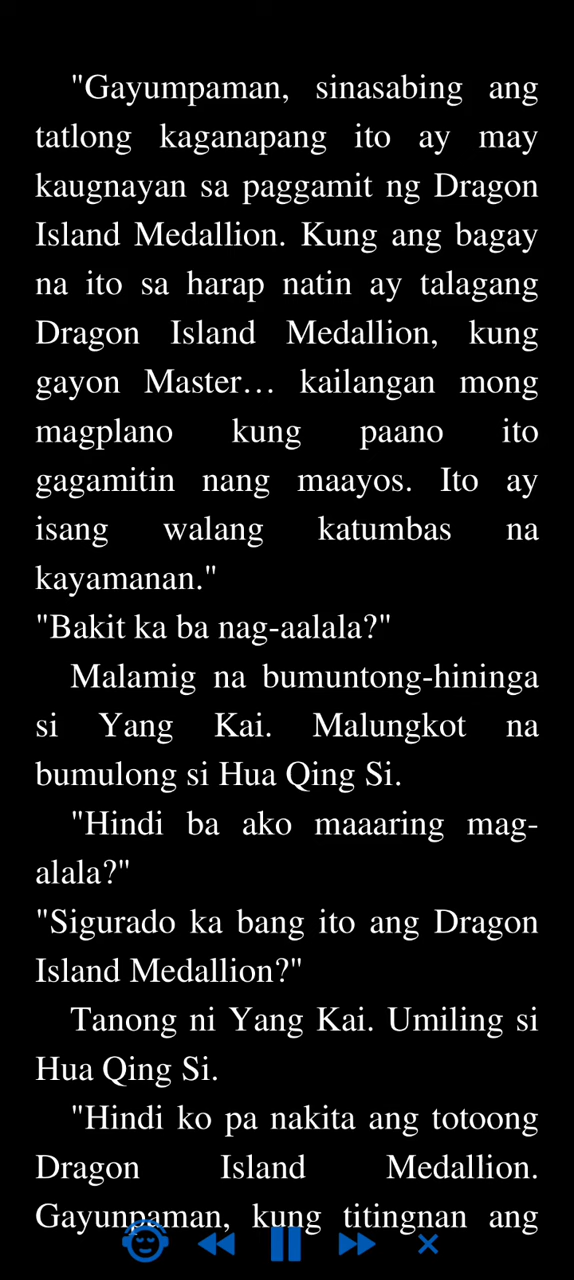 "Gayumpaman, sinasabing ang
tatlong kaganapang ito ay may
kaugnayan sa paggamit ng Dragon
Island Medallion. Kung ang bagay
na ito sa harap natin ay talagang
Dragon Island Medallion, kung
gayon Master… kailangan mong
magplano kung paano ito
gagamitin nang maayos. Ito ay
isang walang katumbas na
kayamanan."
"Bakit ka ba nag-aalala?"
Malamig na bumuntong-hininga
si Yang Kai. Malungkot na
bumulong si Hua Qing Si.
"Hindi ba ako maaaring mag-
alala?"
"Sigurado ka bang ito ang Dragon
Island Medallion?"
Tanong ni Yang Kai. Umiling si
Hua Qing Si.
"Hindi ko pa nakita ang totoong
Dragon Island Medallion.
Gayunpaman, kung titingnan ang